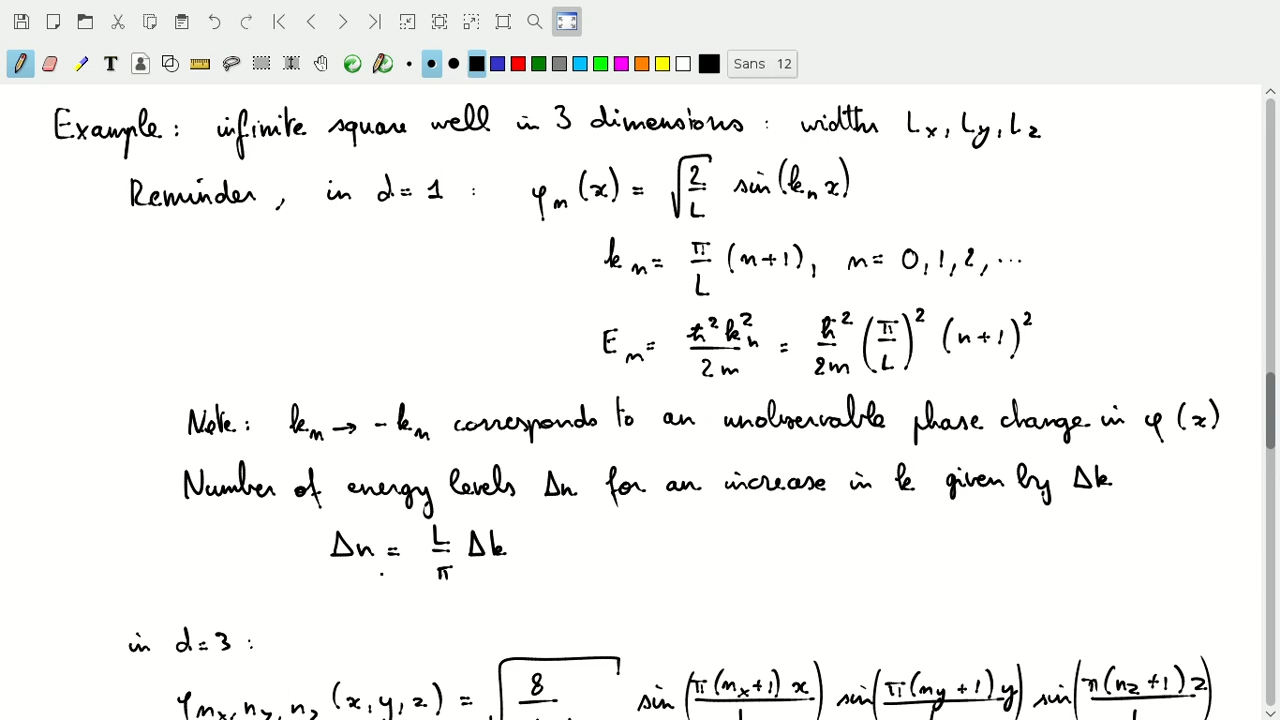 Sans 12
Example: infinite square well in 3 dimensions: widths Lx, Ly, Lz
Reminder, in d=1: φn(x) = √(2/L) sin(kn x)
kn = π/L (n+1), n = 0, 1, 2, ...
En = ħ²kn²/2m = ħ²/2m (π/L)² (n+1)²
Note: kn → -kn corresponds to an unobservable phase change in φ(x)
Number of energy levels Δn for an increase in k given by Δk
Δn = L/π Δk
in d=3:
φnx,ny,nz (x,y,z) = √8 sin(π(nx+1)x) sin(π(ny+1)y) sin(π(nz+1)z)